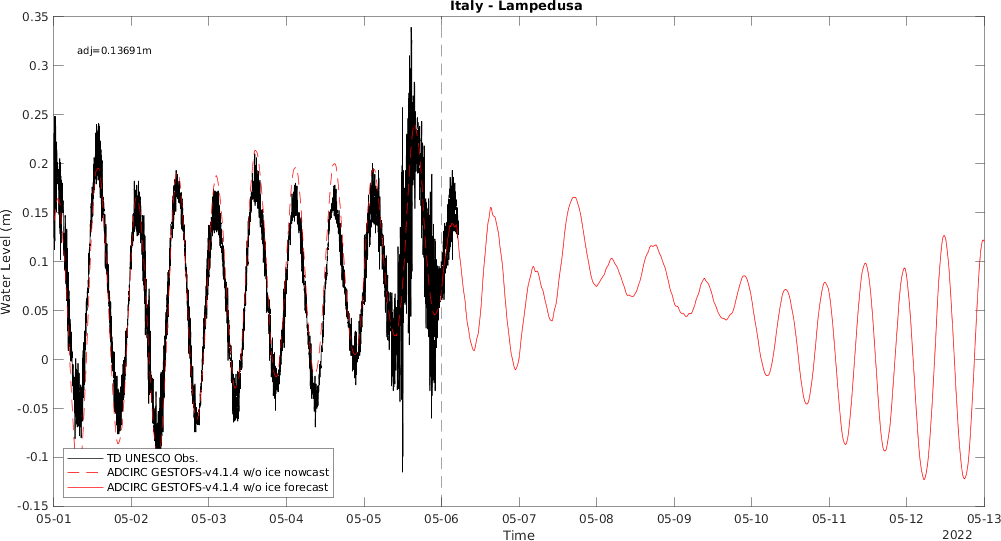 Italy - Lampedusa
adj=0.13691m
0.35
0.3
0.25
0.2
0.15
0.1
0.05
0
-0.05
-0.1
-0.15
Water Level (m)
TD UNESCO Obs.
ADCIRC GESTOFS-v4.1.4 w/o ice nowcast
ADCIRC GESTOFS-v4.1.4 w/o ice forecast
05-01 05-02 05-03 05-04 05-05 05-06 05-07 05-08 05-09 05-10 05-11 05-12 05-13
Time
2022